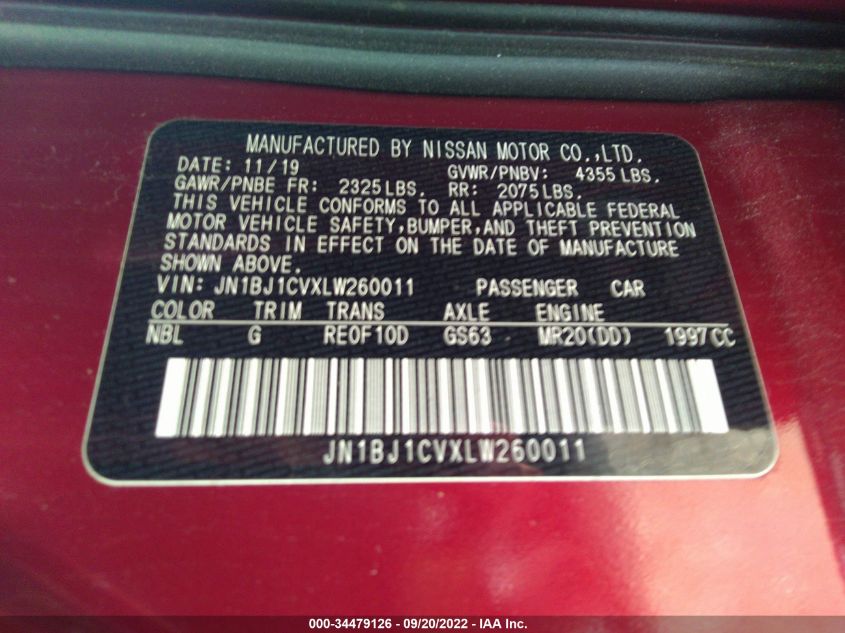 MANUFACTURED BY NISSAN MOTOR CO.,LTD.
DATE: 11/19 GVWR/PNBV: 4355 LBS.
GAWR/PNBE FR: 2325 LBS. RR: 2075 LBS.
THIS VEHICLE CONFORMS TO ALL APPLICABLE FEDERAL
MOTOR VEHICLE SAFETY,BUMPER,AND THEFT PREVENTION
STANDARDS IN EFFECT ON THE DATE OF MANUFACTURE
SHOWN ABOVE.
VIN: JN1BJ1CVXLW260011 PASSENGER CAR
COLOR TRIM TRANS AXLE ENGINE
NBL G RE0F10D GS63 MR20(DD) 1997CC
JN1BJ1CVXLW260011
000-34479126 - 09/20/2022 - IAA Inc.